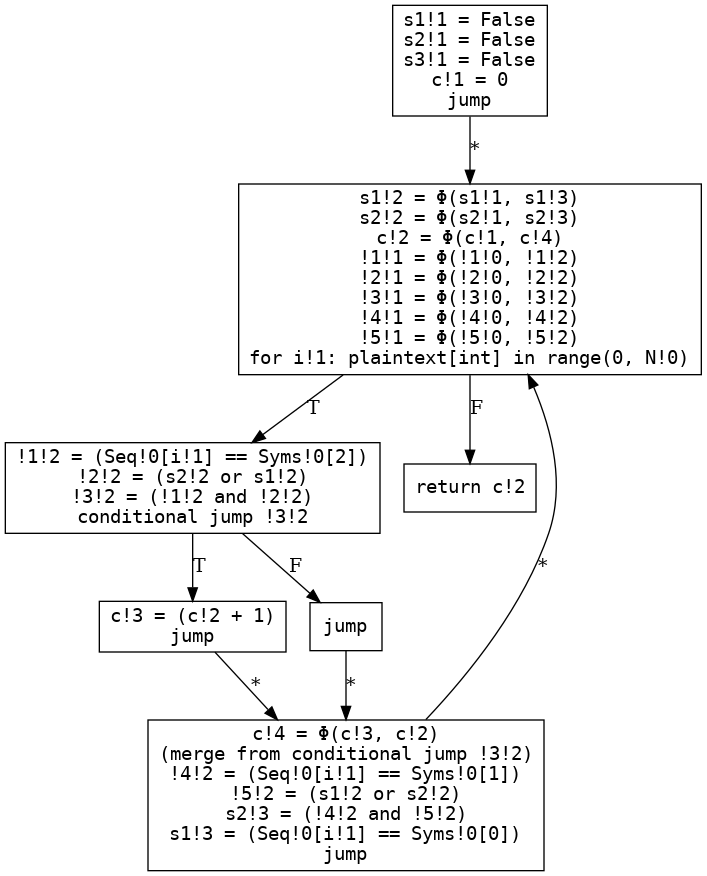 s1!1 = False
s2!1 = False
s3!1 = False
c!1 = 0
jump
*
s1!2 = Φ(s1!1, s1!3)
s2!2 = Φ(s2!1, s2!3)
c!2 = Φ(c!1, c!4)
!1!1 = Φ(!1!0, !1!2)
!2!1 = Φ(!2!0, !2!2)
!3!1 = Φ(!3!0, !3!2)
!4!1 = Φ(!4!0, !4!2)
!5!1 = Φ(!5!0, !5!2)
for i!1: plaintext[int] in range(0, N!0)
T
F
!1!2 = (Seq!0[i!1] == Syms!0[2])
!2!2 = (s2!2 or s1!2)
!3!2 = (!1!2 and !2!2)
conditional jump !3!2
return c!2
T
F
*
c!3 = (c!2 + 1)
jump
jump
*
*
c!4 = Φ(c!3, c!2)
(merge from conditional jump !3!2)
!4!2 = (Seq!0[i!1] == Syms!0[1])
!5!2 = (s1!2 or s2!2)
s2!3 = (!4!2 and !5!2)
s1!3 = (Seq!0[i!1] == Syms!0[0])
jump